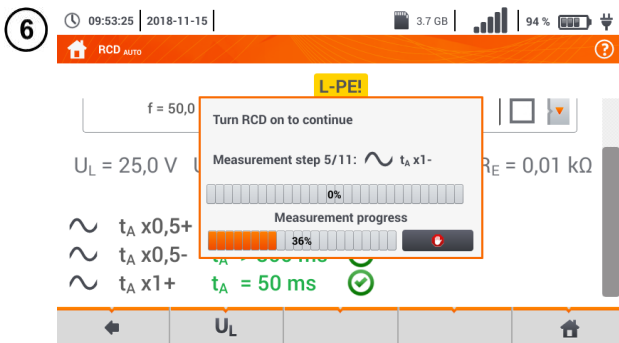 6
09:53:25 2018-11-15 3.7 GB 94 %
RCD AUTO ?
L-PE!
f = 50,0
Turn RCD on to continue
Measurement step 5/11: tA x1-
0%
Measurement progress
36%
UL = 25,0 V U RE = 0,01 kΩ
tA x0,5+
tA x0,5-
tA x1+ tA = 50 ms
UL